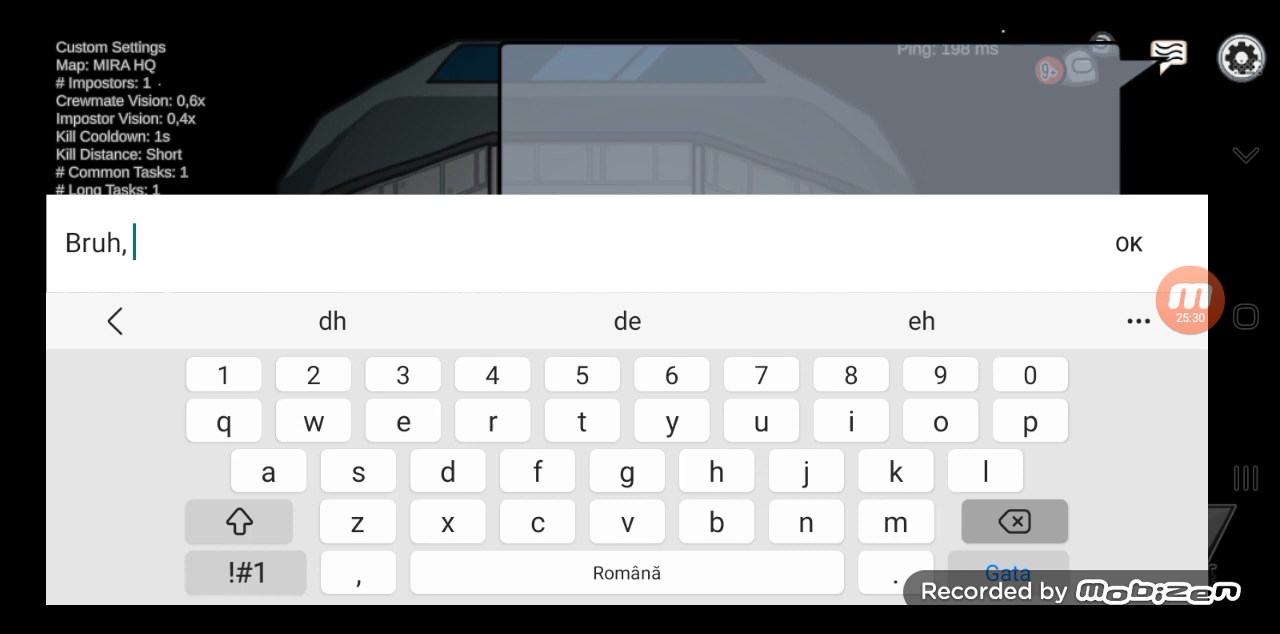 Custom Settings
Map: MIRA HQ
# Impostors: 1
Crewmate Vision: 0,6x
Impostor Vision: 0,4x
Kill Cooldown: 1s
Kill Distance: Short
# Common Tasks: 1
# Long Tasks: 1
Ping: 198 ms
9+
Bruh,
OK
25:30
dh de eh
1 2 3 4 5 6 7 8 9 0
q w e r t y u i o p
a s d f g h j k l
z x c v b n m
!#1 , Română . Gata
Recorded by mobizen